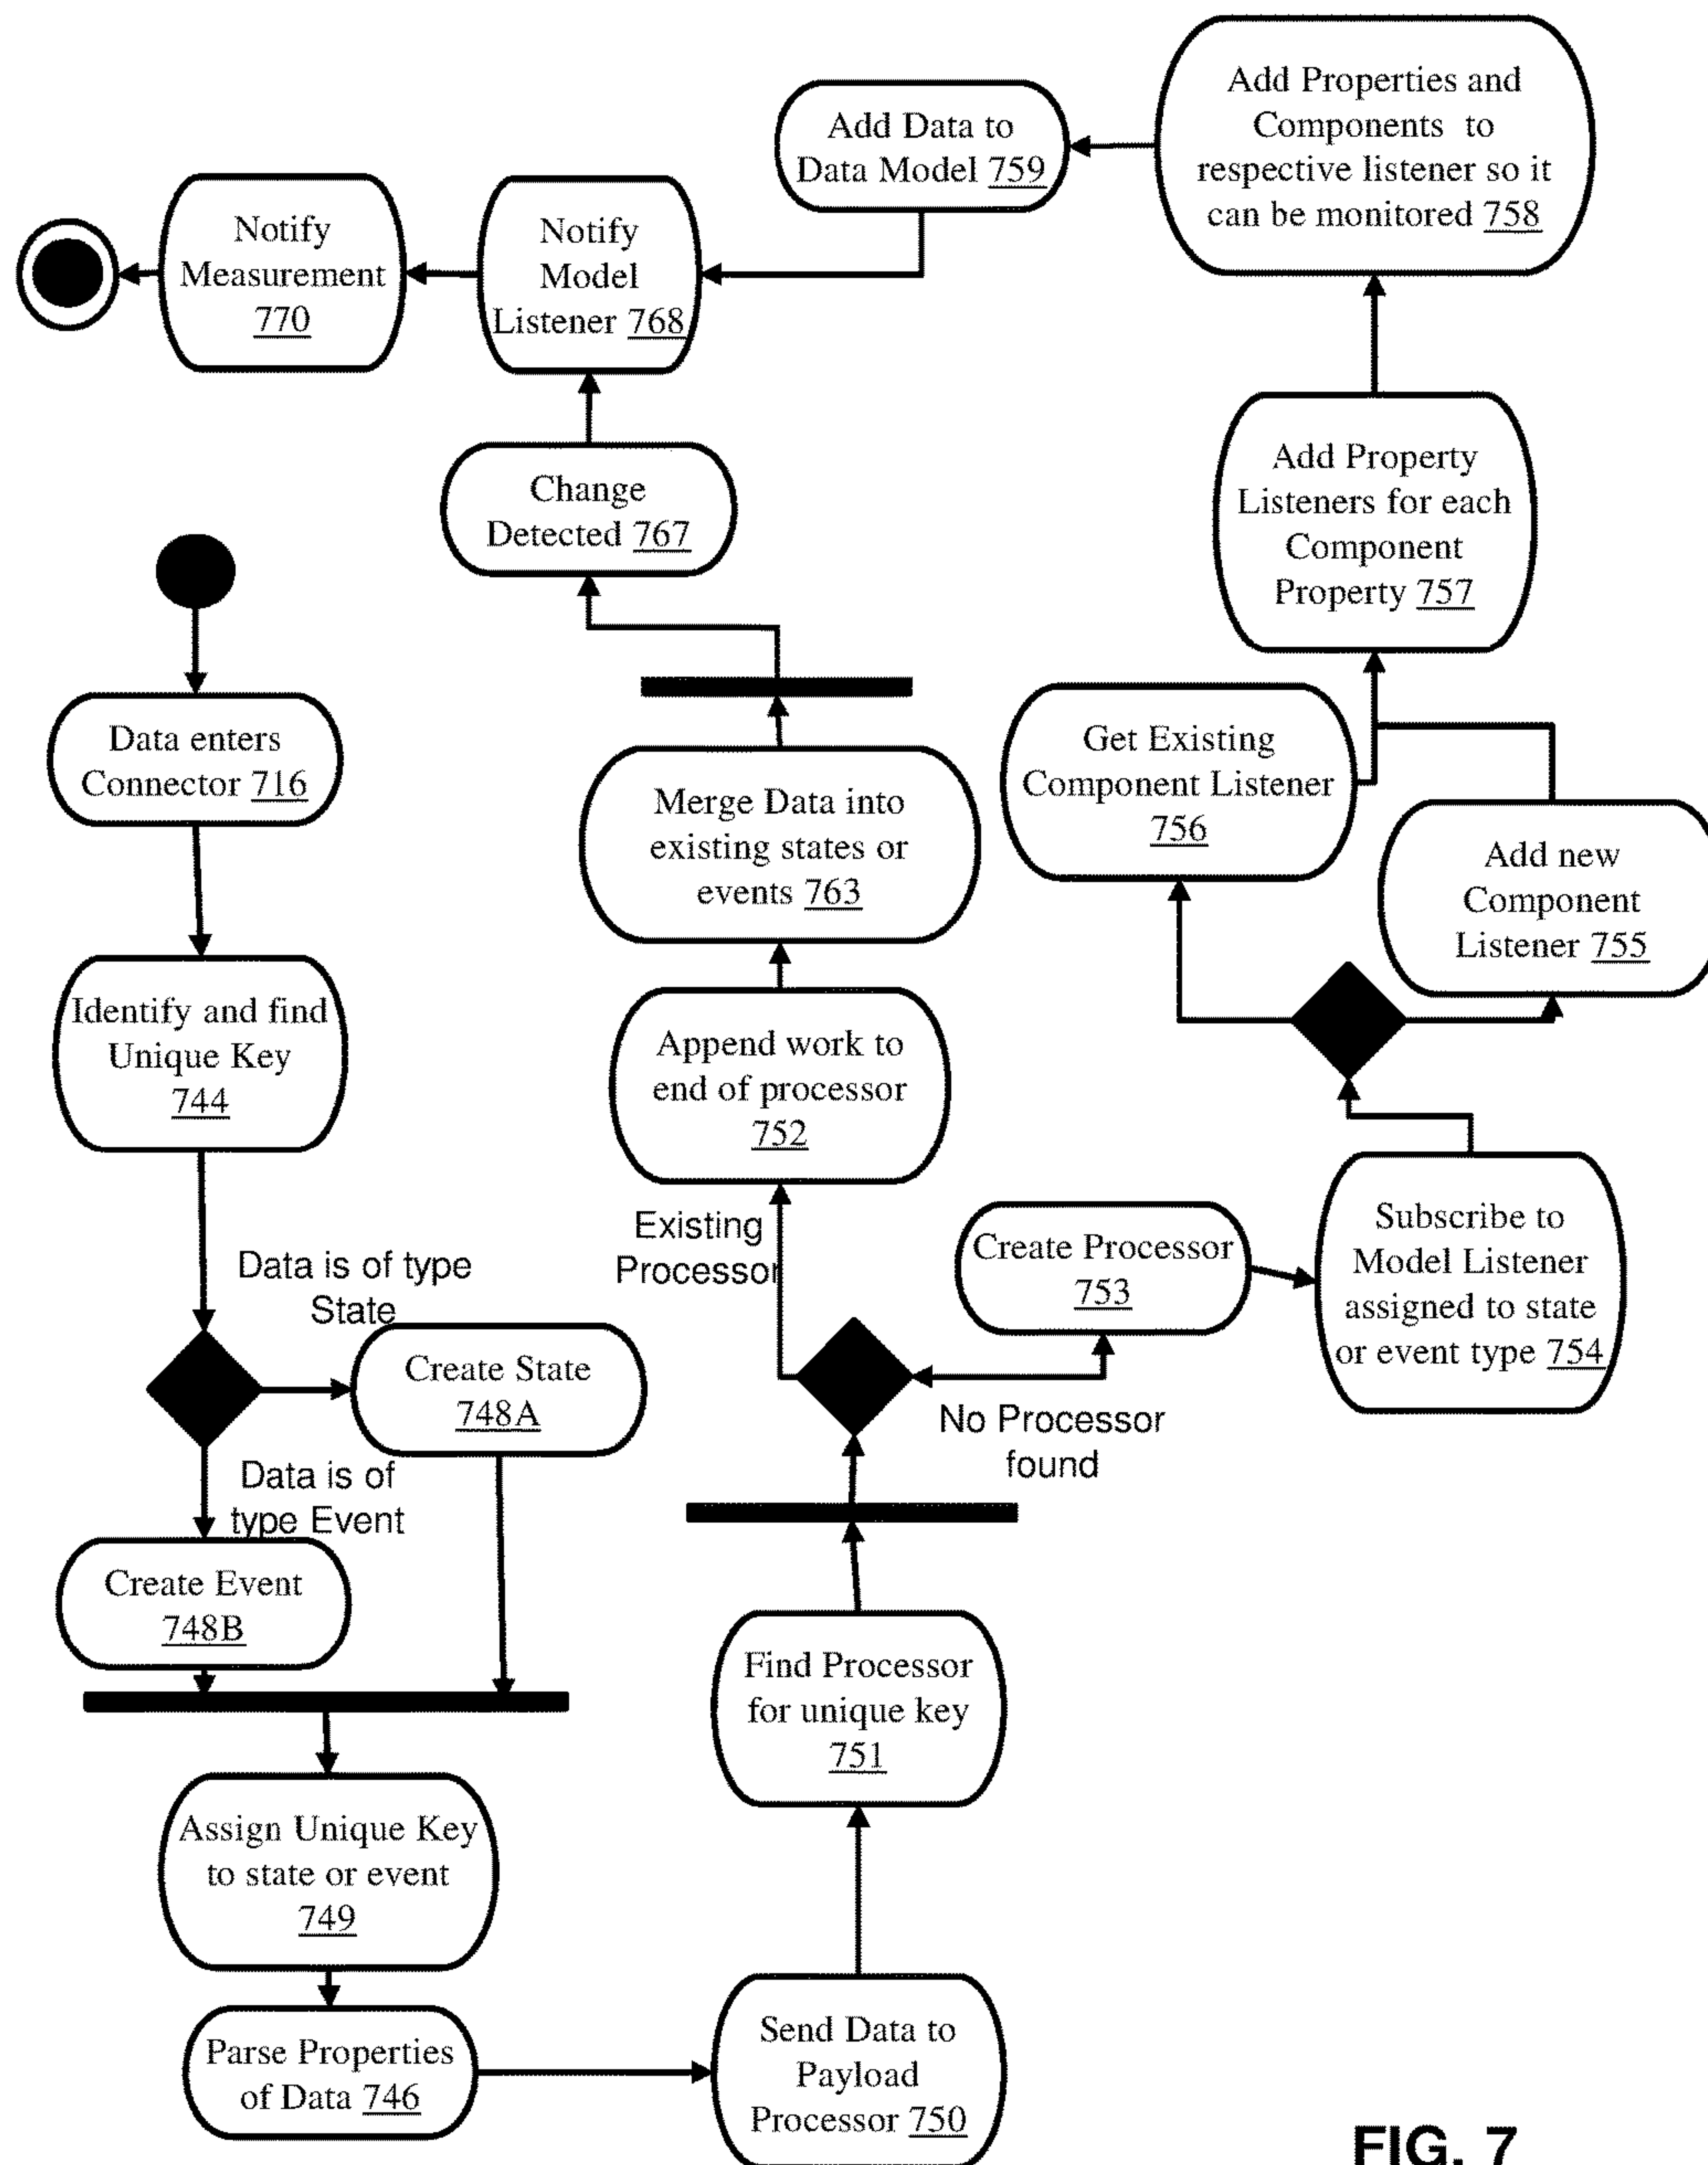 Data enters
Connector 716
Identify and find
Unique Key
744
Data is of type
State
Create State
748A
Data is of
type Event
Create Event
748B
Assign Unique Key
to state or event
749
Parse Properties
of Data 746
Send Data to
Payload
Processor 750
Find Processor
for unique key
751
Existing
Processor
No Processor
found
Append work to
end of processor
752
Merge Data into
existing states or
events 763
Change
Detected 767
Create Processor
753
Subscribe to
Model Listener
assigned to state
or event type 754
Add new
Component
Listener 755
Get Existing
Component Listener
756
Add Property
Listeners for each
Component
Property 757
Add Properties and
Components to
respective listener so it
can be monitored 758
Add Data to
Data Model 759
Notify
Model
Listener 768
Notify
Measurement
770
FIG. 7